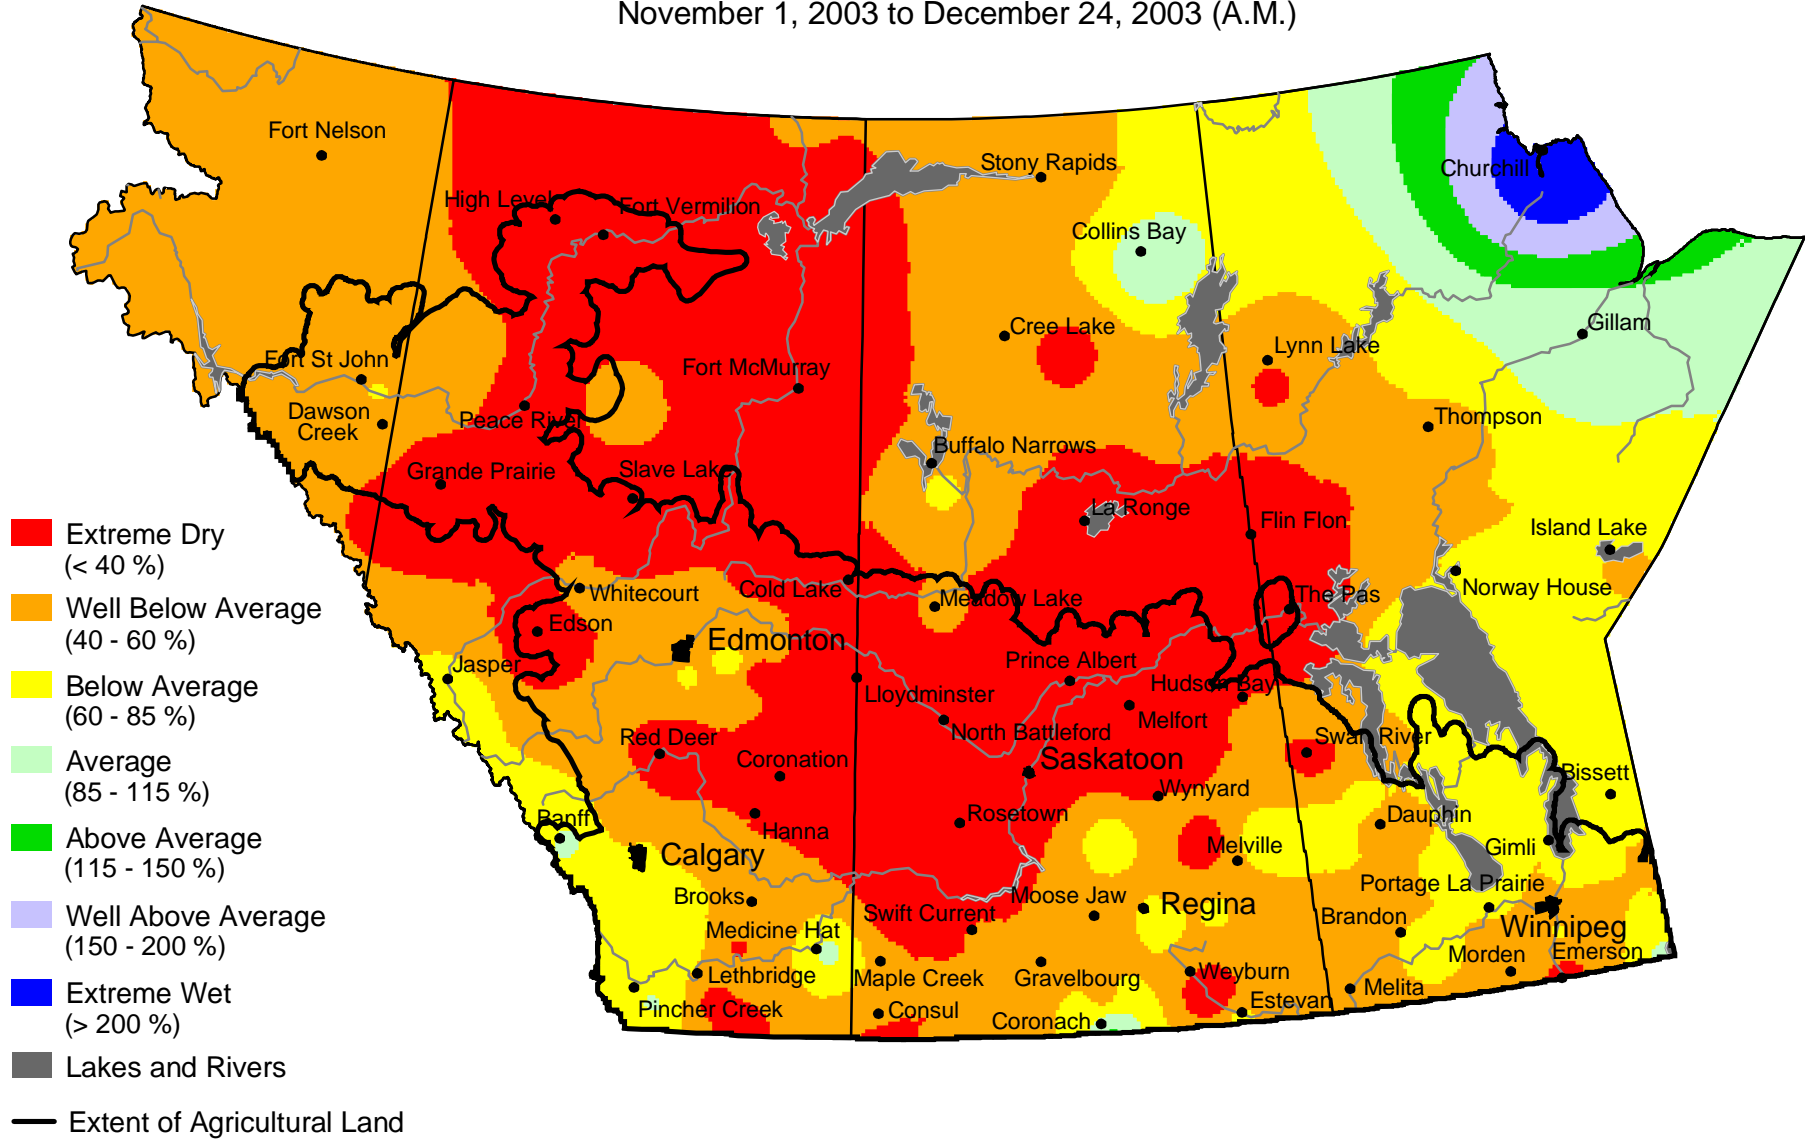 November 1, 2003 to December 24, 2003 (A.M.)
Fort Nelson
Stony Rapids
Churchill
High Level
Fort Vermilion
Collins Bay
Gillam
Cree Lake
Lynn Lake
Fort St John
Fort McMurray
Dawson
Creek
Peace River
Thompson
Buffalo Narrows
Grande Prairie
Slave Lake
La Ronge
Flin Flon
Island Lake
Whitecourt
Cold Lake
Meadow Lake
The Pas
Norway House
Edson
Edmonton
Jasper
Prince Albert
Lloydminster
Hudson Bay
Melfort
North Battleford
Red Deer
Swan River
Coronation
Saskatoon
Bissett
Wynyard
Banff
Hanna
Rosetown
Dauphin
Calgary
Melville
Gimli
Brooks
Moose Jaw
Portage La Prairie
Swift Current
Regina
Brandon
Winnipeg
Medicine Hat
Lethbridge
Maple Creek
Gravelbourg
Weyburn
Morden
Emerson
Pincher Creek
Consul
Coronach
Estevan
Melita
Extreme Dry
(< 40 %)
Well Below Average
(40 - 60 %)
Below Average
(60 - 85 %)
Average
(85 - 115 %)
Above Average
(115 - 150 %)
Well Above Average
(150 - 200 %)
Extreme Wet
(> 200 %)
Lakes and Rivers
Extent of Agricultural Land